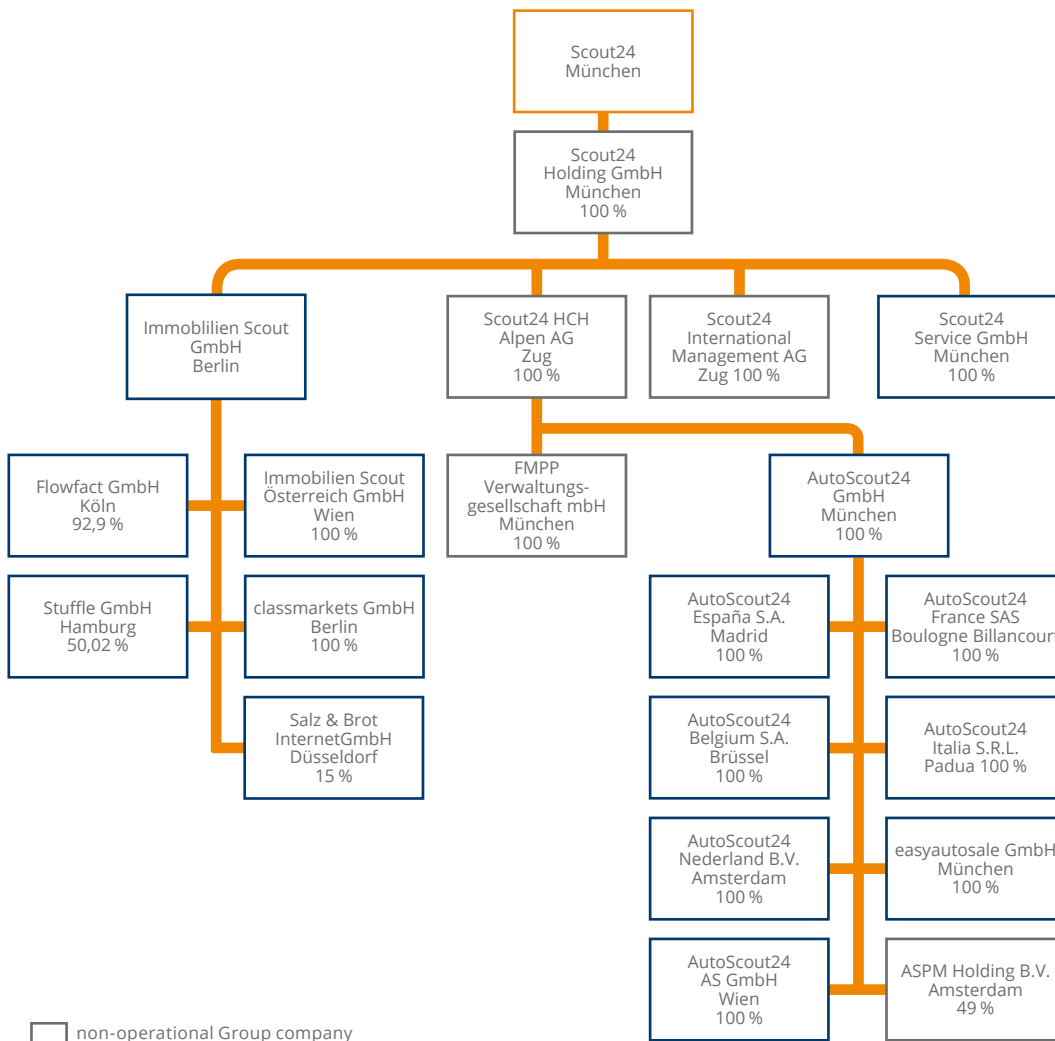 Scout24
München
Scout24
Holding GmbH
München
100 %
Immoblilien Scout
GmbH
Berlin
Scout24 HCH
Alpen AG
Zug
100 %
Scout24
International
Management AG
Zug 100 %
Scout24
Service GmbH
München
100 %
Flowfact GmbH
Köln
92,9 %
Immobilien Scout
Österreich GmbH
Wien
100 %
FMPP
Verwaltungs-
gesellschaft mbH
München
100 %
AutoScout24
GmbH
München
100 %
Stuffle GmbH
Hamburg
50,02 %
classmarkets GmbH
Berlin
100 %
AutoScout24
España S.A.
Madrid
100 %
AutoScout24
France SAS
Boulogne Billancourt
100 %
Salz & Brot
InternetGmbH
Düsseldorf
15 %
AutoScout24
Belgium S.A.
Brüssel
100 %
AutoScout24
Italia S.R.L.
Padua 100 %
AutoScout24
Nederland B.V.
Amsterdam
100 %
easyautosale GmbH
München
100 %
AutoScout24
AS GmbH
Wien
100 %
ASPM Holding B.V.
Amsterdam
49 %
non-operational Group company